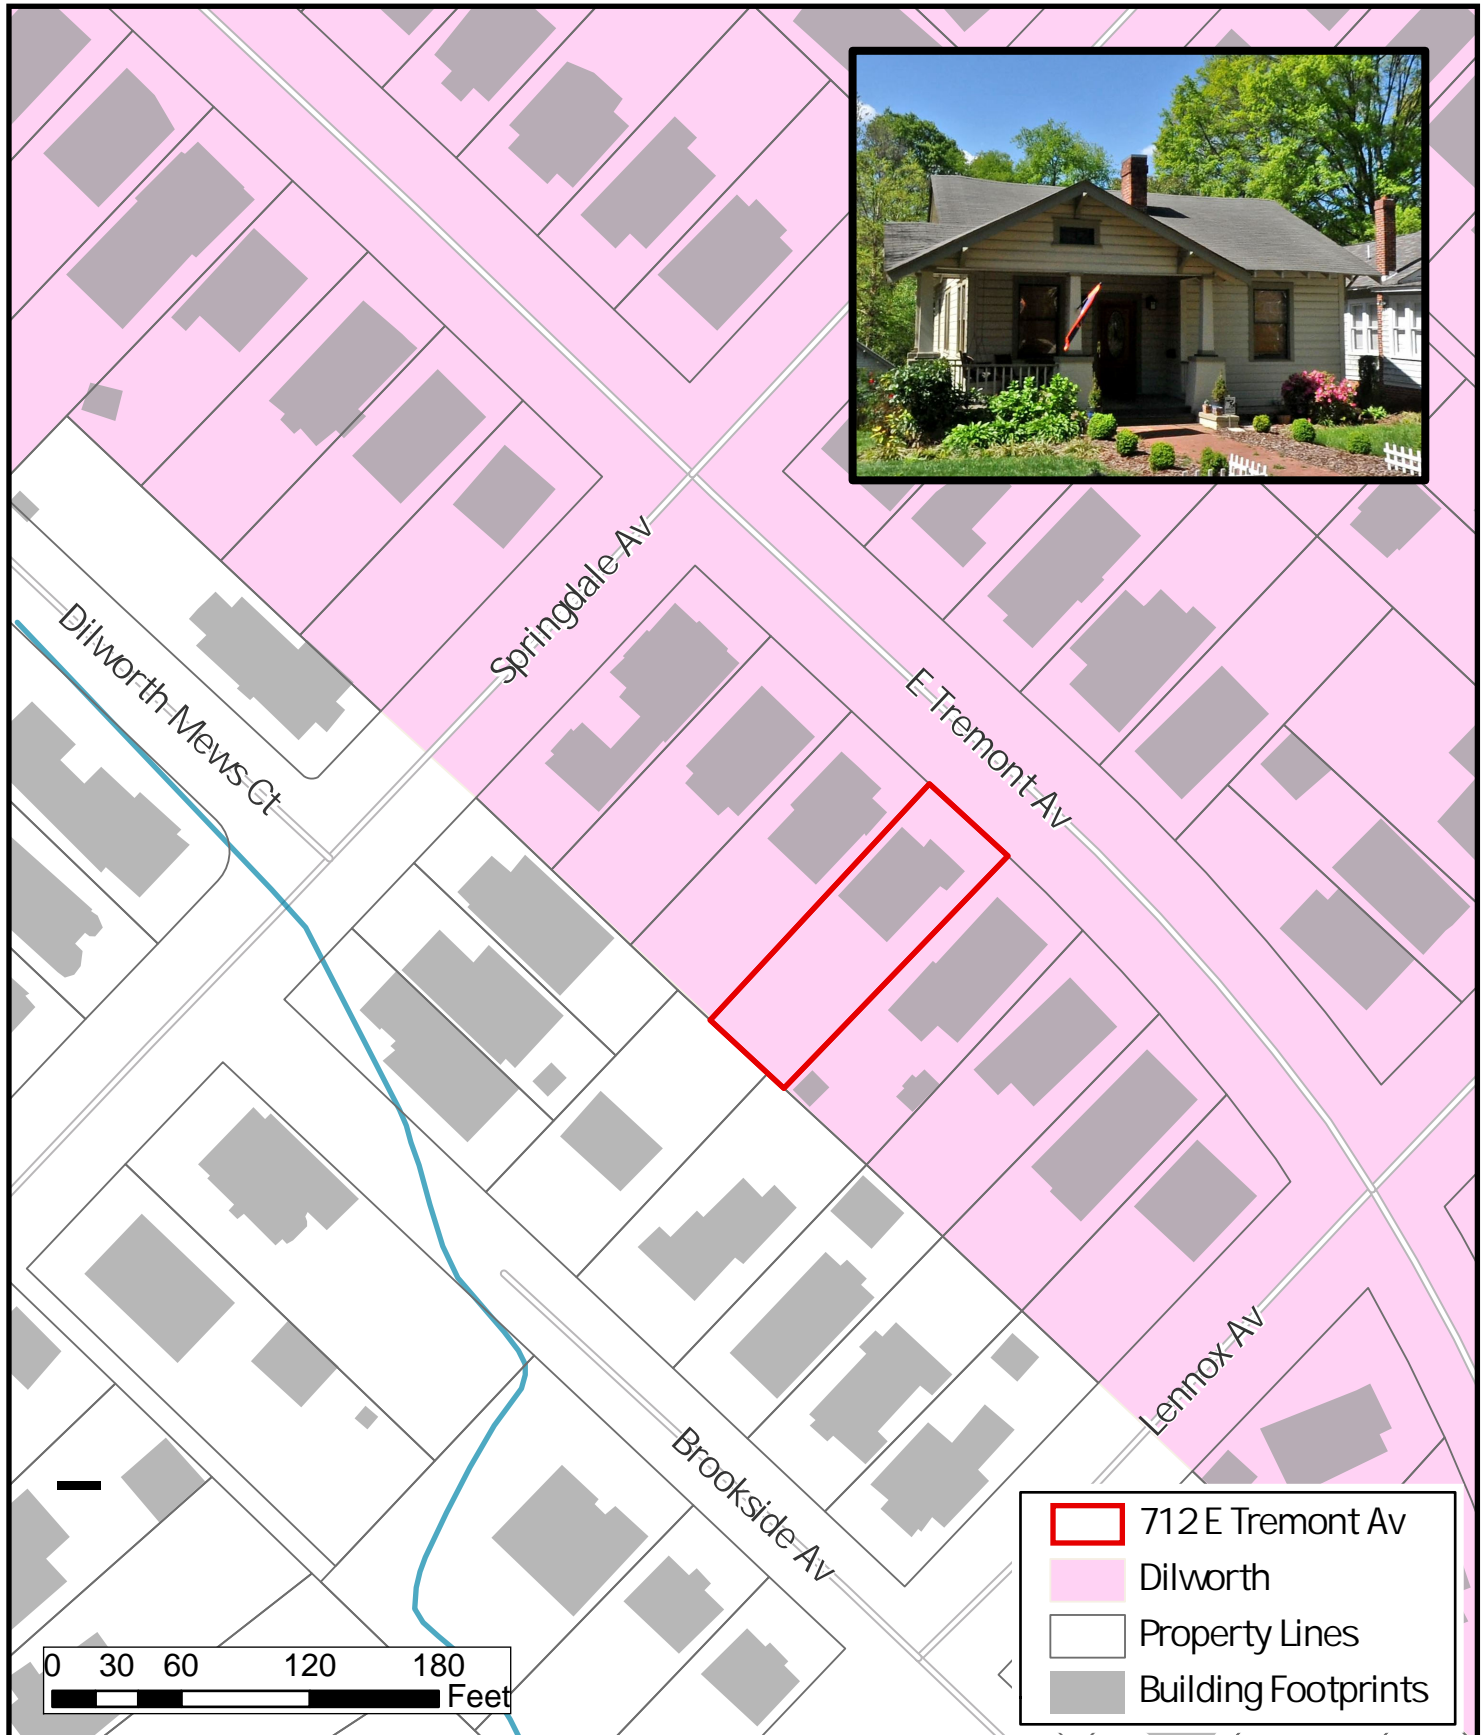 Springdale Av
Dilworth Mews Ct
E Tremont Av
Lennox Av
Brookside Av
712 E Tremont Av
Dilworth
Property Lines
Building Footprints
0 30 60 120 180
Feet